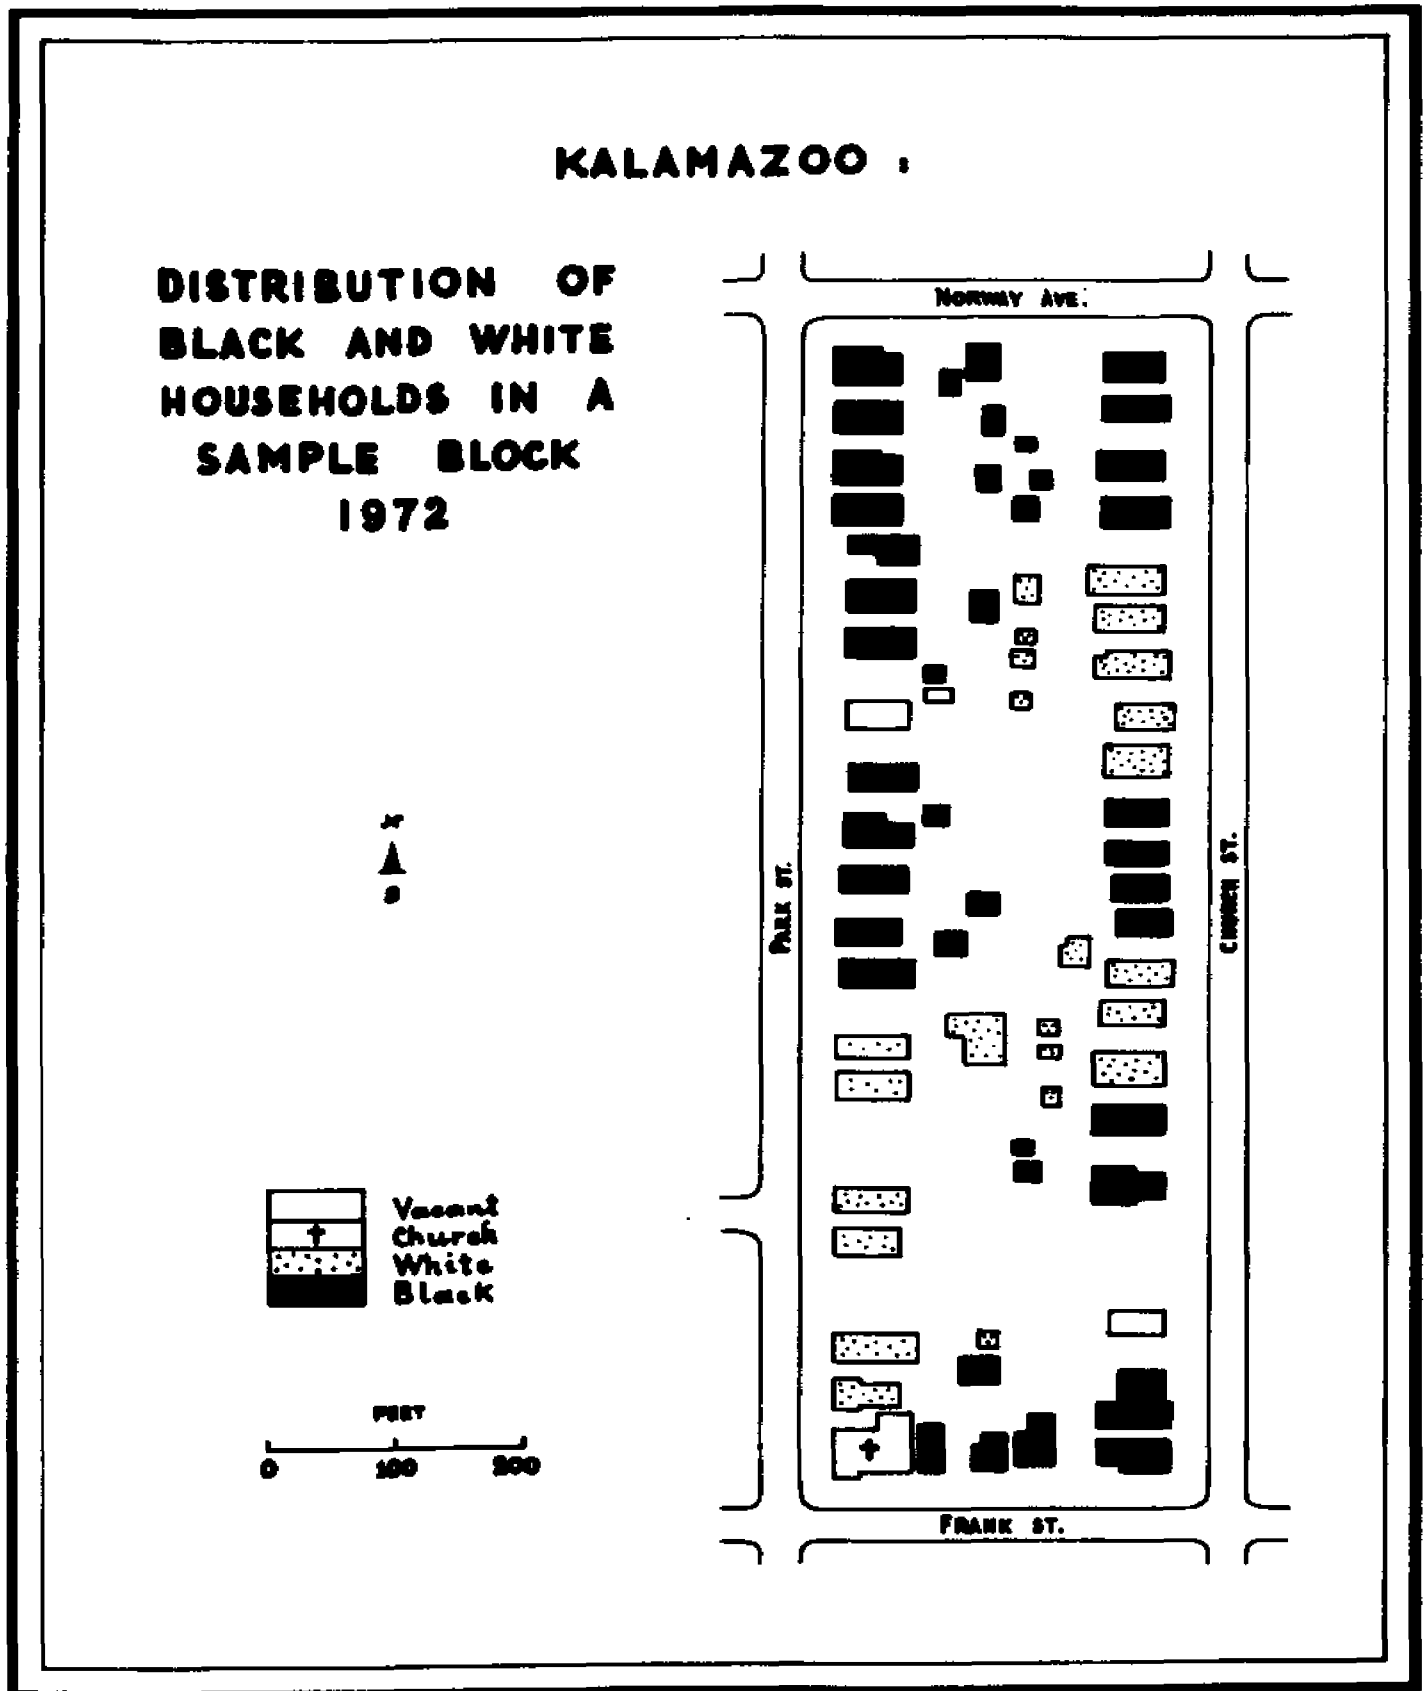 KALAMAZOO :
DISTRIBUTION OF
BLACK AND WHITE
HOUSEHOLDS IN A
SAMPLE BLOCK
1972
NORWAY AVE.
N
S
PARK ST.
CHURCH ST.
Vacant
Church
White
Black
FEET
0 100 200
FRANK ST.